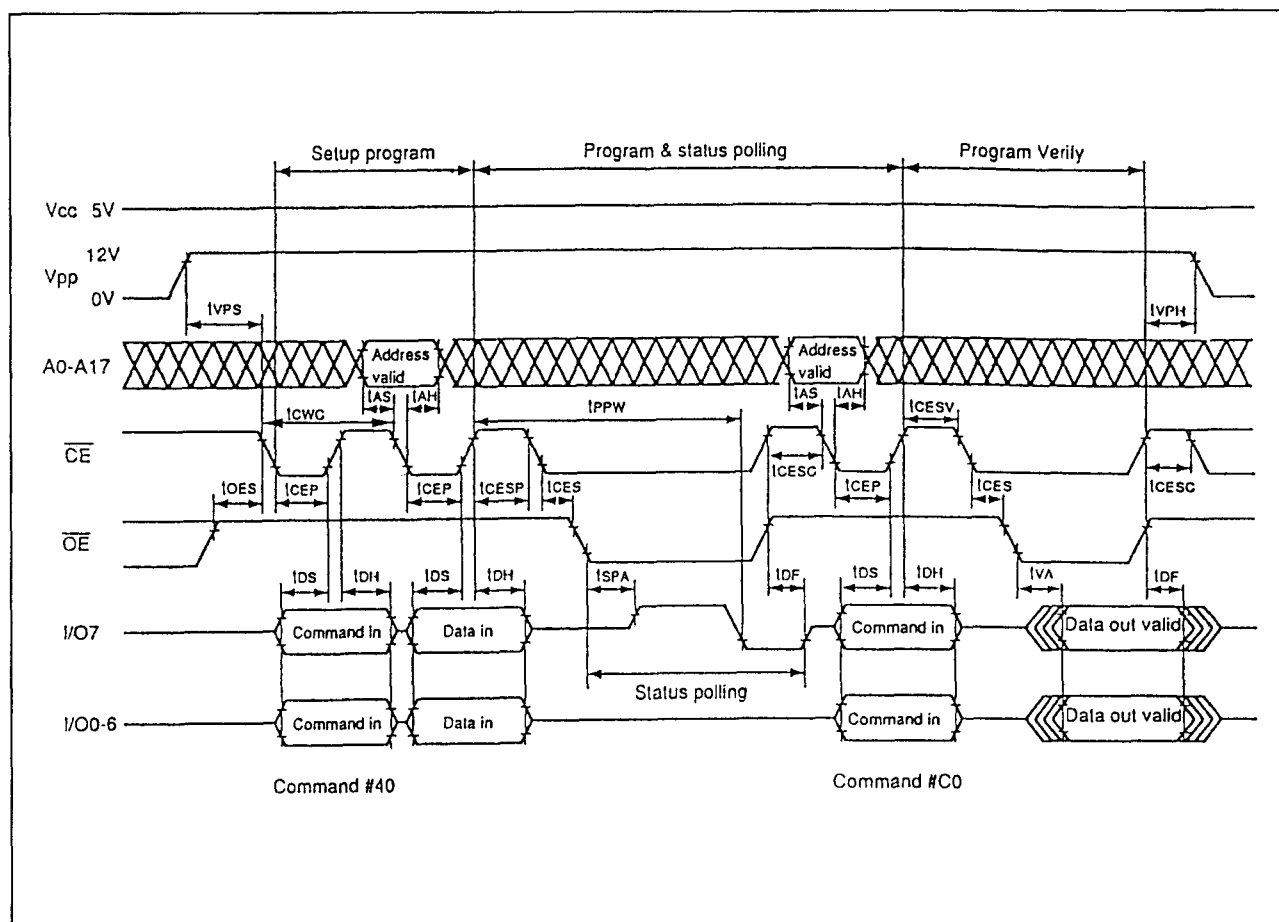 Setup program
Program & status polling
Program Verify
Vcc 5V
12V
Vpp
0V
tVPS
tVPH
A0-A17
Address valid
Address valid
tAS
tAH
tAS
tAH
tCWC
tPPW
tCESV
CE
tOES
tCEP
tCEP
tCESP
tCES
tCESC
tCEP
tCES
tCESC
OE
tDS
tDH
tDS
tDH
tSPA
tDF
tDS
tDH
tVA
tDF
I/O7
Command in
Data in
Command in
Data out valid
Status polling
I/O0-6
Command in
Data in
Command in
Data out valid
Command #40
Command #C0